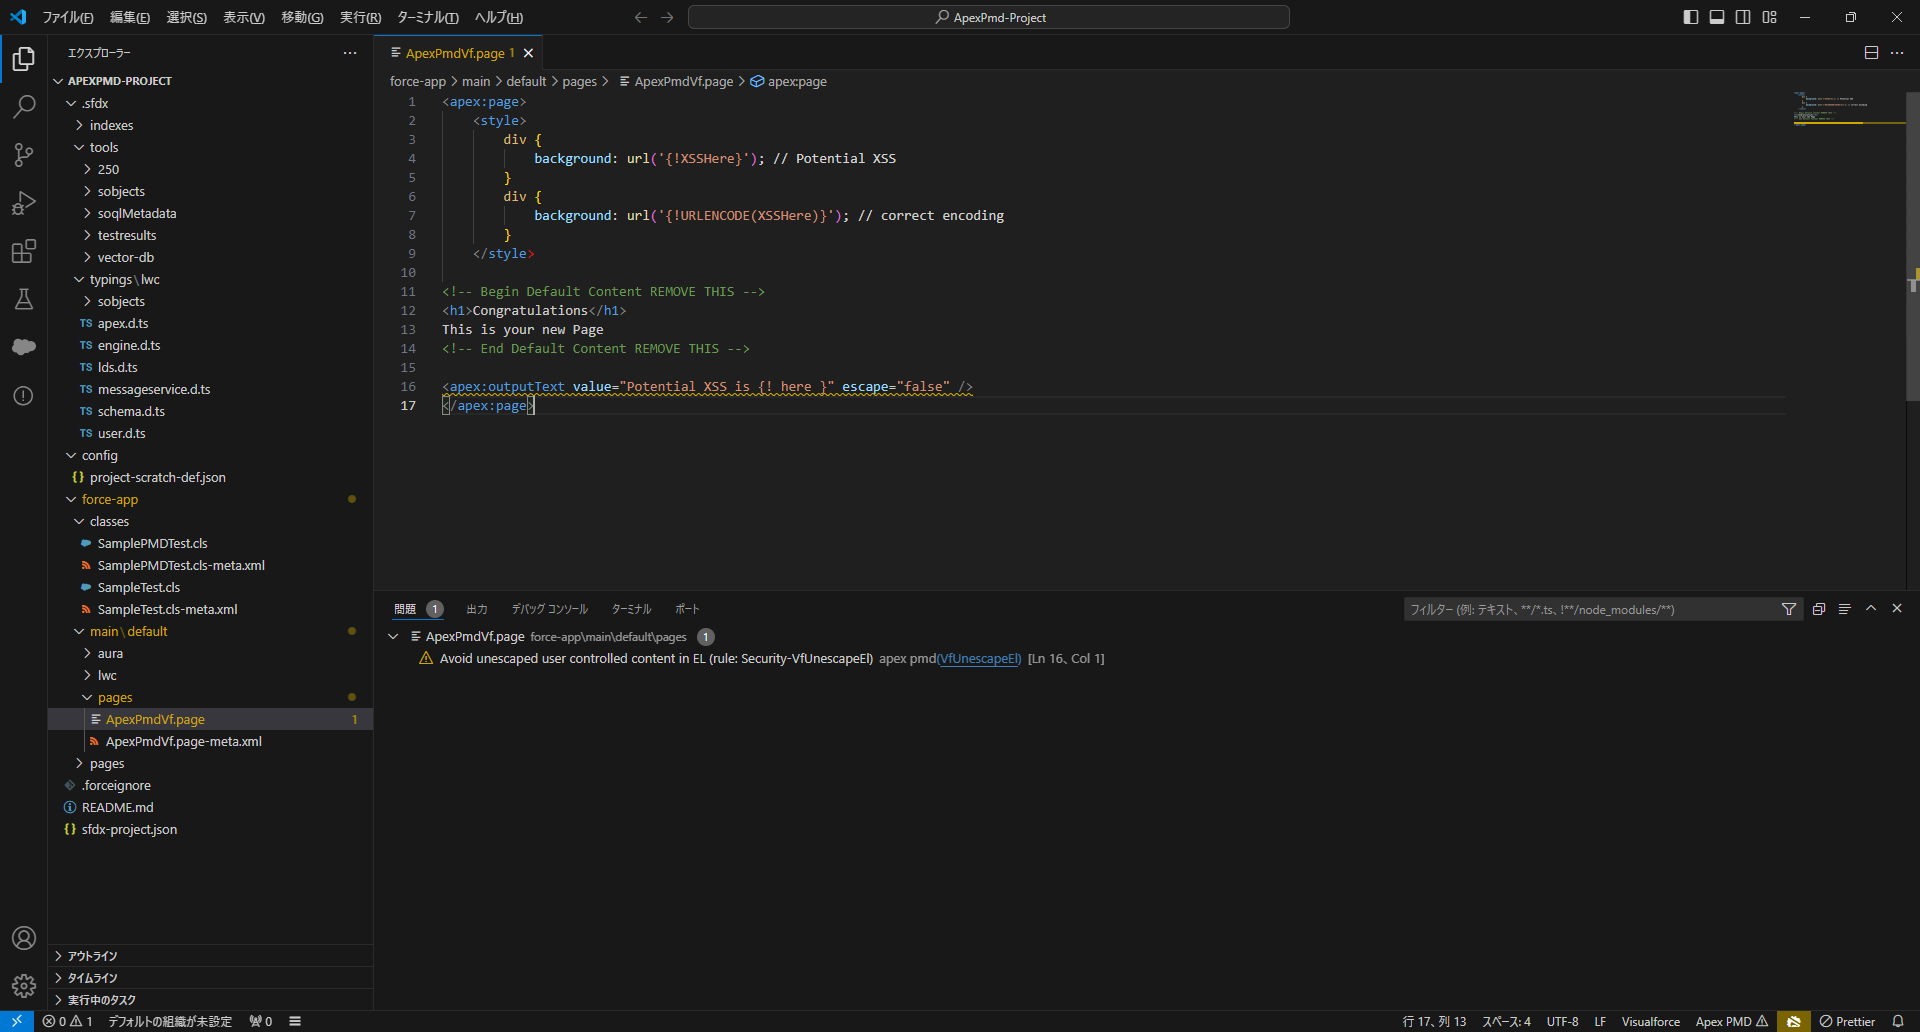 ファイル(F) 編集(E) 選択(S) 表示(V) 移動(G) 実行(R) ターミナル(T) ヘルプ(H) ApexPmd-Project
エクスプローラー
APEXPMD-PROJECT
.sfdx
indexes
tools
250
sobjects
soqlMetadata
testresults
vector-db
typings\lwc
sobjects
TS apex.d.ts
TS engine.d.ts
TS lds.d.ts
TS messageservice.d.ts
TS schema.d.ts
TS user.d.ts
config
{} project-scratch-def.json
force-app
classes
SamplePMDTest.cls
SamplePMDTest.cls-meta.xml
SampleTest.cls
SampleTest.cls-meta.xml
main\default
aura
lwc
pages
ApexPmdVf.page 1
ApexPmdVf.page-meta.xml
pages
.forceignore
README.md
{} sfdx-project.json
アウトライン
タイムライン
実行中のタスク
ApexPmdVf.page 1
force-app > main > default > pages > ApexPmdVf.page > apex:page
1 <apex:page>
2 <style>
3 div {
4 background: url('{!XSSHere}'); // Potential XSS
5 }
6 div {
7 background: url('{!URLENCODE(XSSHere)}'); // correct encoding
8 }
9 </style>
10
11 <!-- Begin Default Content REMOVE THIS -->
12 <h1>Congratulations</h1>
13 This is your new Page
14 <!-- End Default Content REMOVE THIS -->
15
16 <apex:outputText value="Potential XSS is {! here }" escape="false" />
17 </apex:page>
問題 1 出力 デバッグ コンソール ターミナル ポート フィルター (例: テキスト、**/*.ts、!**/node_modules/**)
ApexPmdVf.page force-app\main\default\pages 1
Avoid unescaped user controlled content in EL (rule: Security-VfUnescapeEl) apex pmd(VfUnescapeEl) [Ln 16、Col 1]
0 1 デフォルトの組織が未設定 0 行 17、列 13 スペース: 4 UTF-8 LF Visualforce Apex PMD Prettier